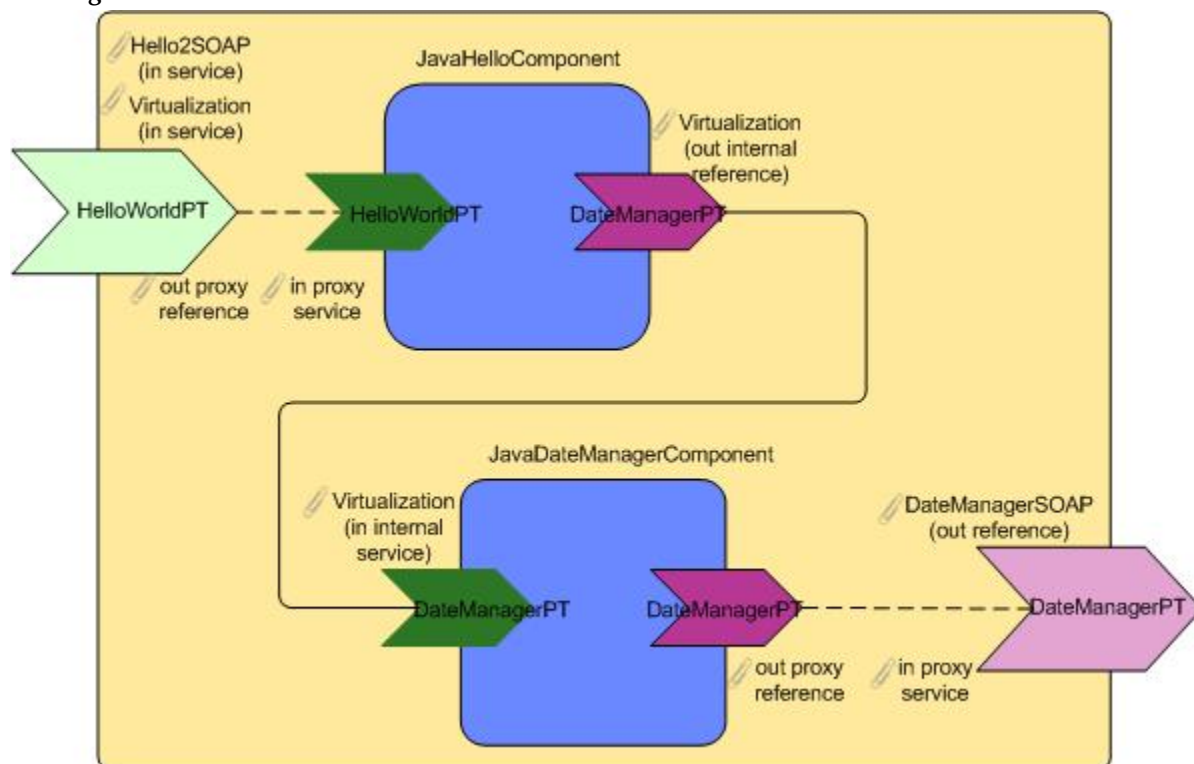 Hello2SOAP
(in service)
Virtualization
(in service)
JavaHelloComponent
Virtualization
(out internal
reference)
HelloWorldPT
HelloWorldPT
DateManagerPT
out proxy
reference
in proxy
service
JavaDateManagerComponent
Virtualization
(in internal
service)
DateManagerSOAP
(out reference)
DateManagerPT
DateManagerPT
DateManagerPT
out proxy
reference
in proxy
service